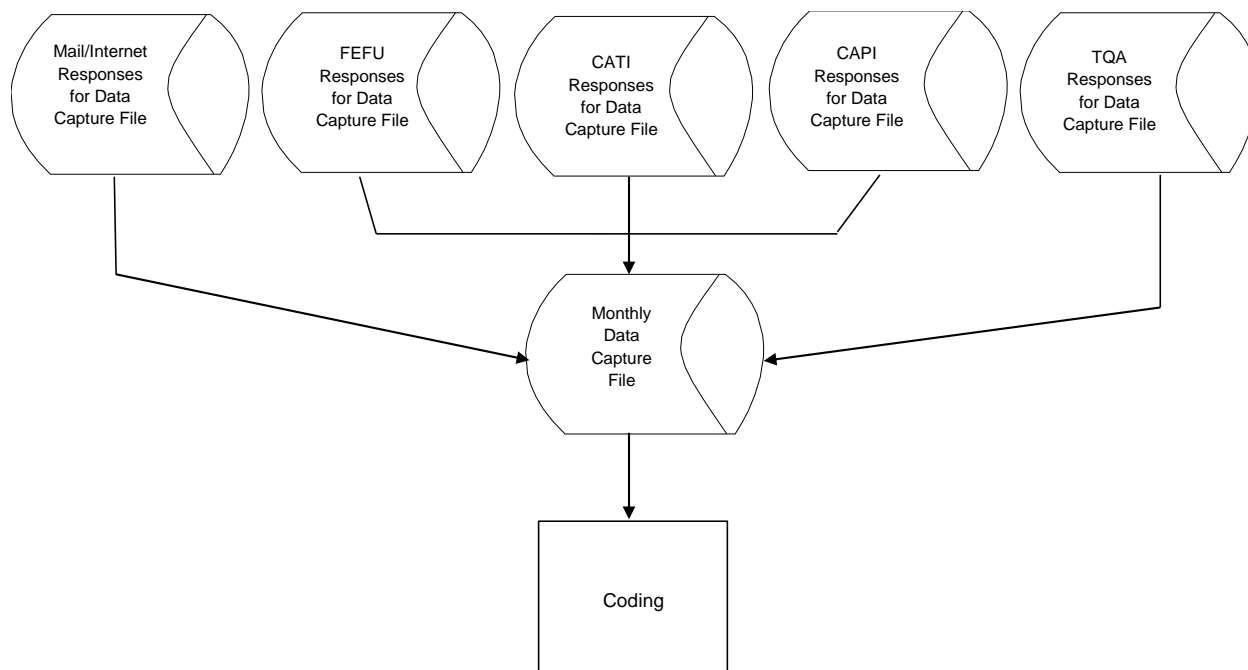 Mail/Internet
Responses
for Data
Capture File
FEFU
Responses
for Data
Capture File
CATI
Responses
for Data
Capture File
CAPI
Responses
for Data
Capture File
TQA
Responses
for Data
Capture File
Monthly
Data
Capture
File
Coding